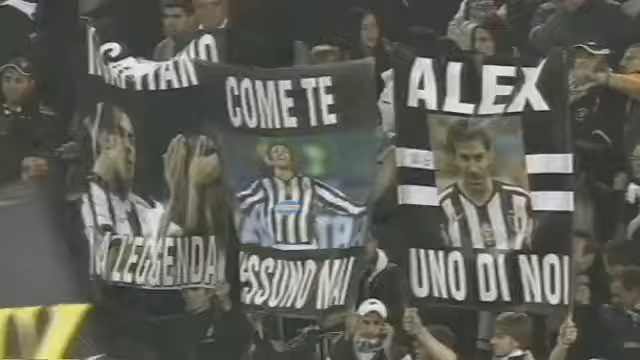 COME TE
ALEX
LEGGENDA
NESSUNO MAI
UNO DI NOI